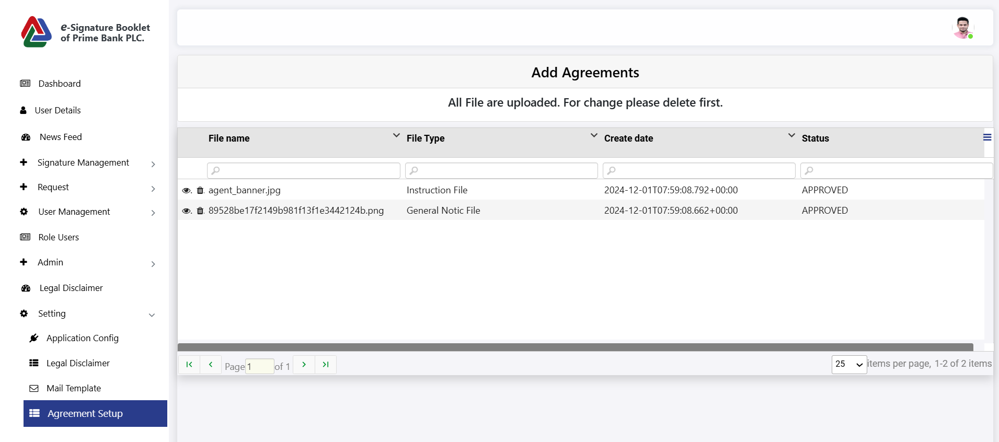 e-Signature Booklet
of Prime Bank PLC.
Dashboard
User Details
News Feed
Signature Management
Request
User Management
Role Users
Admin
Legal Disclaimer
Setting
Application Config
Legal Disclaimer
Mail Template
Agreement Setup
Add Agreements
All File are uploaded. For change please delete first.
File name File Type Create date Status
agent_banner.jpg Instruction File 2024-12-01T07:59:08.792+00:00 APPROVED
89528be17f2149b981f13f1e3442124b.png General Notic File 2024-12-01T07:59:08.662+00:00 APPROVED
Page 1 of 1 25 items per page, 1-2 of 2 items